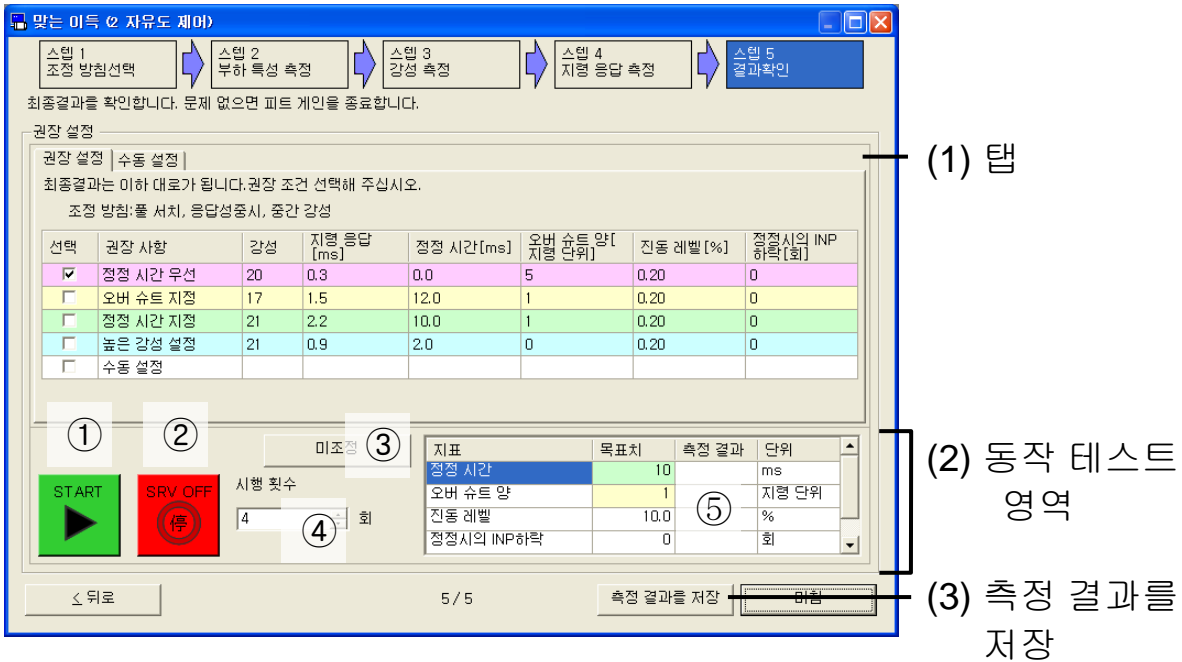 맞는 이득 (2 자유도 제어)
스텝 1
조정 방침선택
스텝 2
부하 특성 측정
스텝 3
강성 측정
스텝 4
지령 응답 측정
스텝 5
결과확인
최종결과를 확인합니다. 문제 없으면 피트 게인을 종료합니다.
권장 설정
권장 설정 수동 설정
(1) 탭
최종결과는 이하 대로가 됩니다.권장 조건 선택해 주십시오.
조정 방침:풀 서치, 응답성중시, 중간 강성
선택 권장 사항 강성 지령 응답 [ms] 정정 시간[ms] 오버 슈트 양[지령 단위] 진동 레벨[%] 정정시의 INP 하락[회]
정정 시간 우선 20 0.3 0.0 5 0.20 0
오버 슈트 지정 17 1.5 12.0 1 0.20 0
정정 시간 지정 21 2.2 10.0 1 0.20 0
높은 강성 설정 21 0.9 2.0 0 0.20 0
수동 설정
① ② 미조정 ③
START
SRV OFF
停
시행 횟수
4 ④ 회
지표 목표치 측정 결과 단위
정정 시간 10 ms
오버 슈트 양 1 지령 단위
진동 레벨 10.0 ⑤ %
정정시의 INP하락 0 회
(2) 동작 테스트
영역
< 뒤로
5 / 5
측정 결과를 저장
마침
(3) 측정 결과를
저장